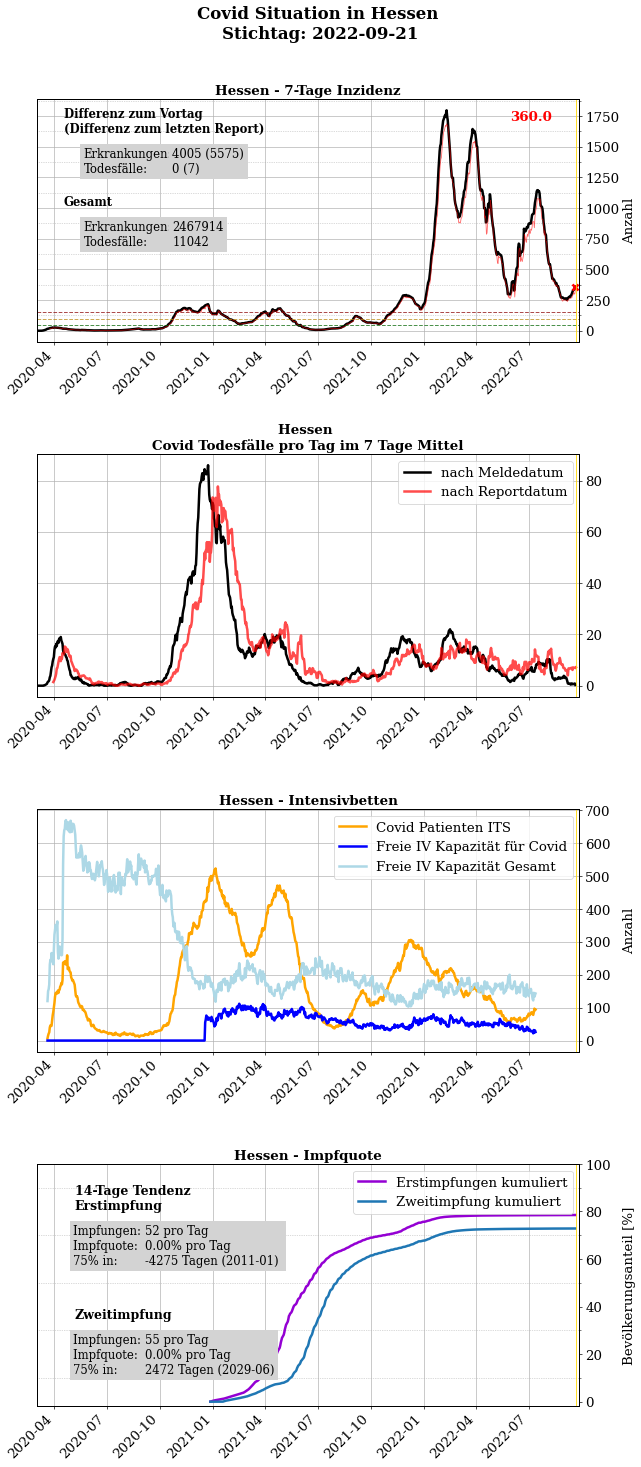 Covid Situation in Hessen
Stichtag: 2022-09-21
Hessen - 7-Tage Inzidenz
Differenz zum Vortag
(Differenz zum letzten Report)
Erkrankungen 4005 (5575)
Todesfälle: 0 (7)
Gesamt
Erkrankungen 2467914
Todesfälle: 11042
360.0
1750
1500
1250
1000
750
500
250
0
Anzahl
2020-04
2020-07
2020-10
2021-01
2021-04
2021-07
2021-10
2022-01
2022-04
2022-07
Hessen
Covid Todesfälle pro Tag im 7 Tage Mittel
nach Meldedatum
nach Reportdatum
80
60
40
20
0
2020-04
2020-07
2020-10
2021-01
2021-04
2021-07
2021-10
2022-01
2022-04
2022-07
Hessen - Intensivbetten
Covid Patienten ITS
Freie IV Kapazität für Covid
Freie IV Kapazität Gesamt
700
600
500
400
300
200
100
0
Anzahl
2020-04
2020-07
2020-10
2021-01
2021-04
2021-07
2021-10
2022-01
2022-04
2022-07
Hessen - Impfquote
14-Tage Tendenz
Erstimpfung
Impfungen: 52 pro Tag
Impfquote: 0.00% pro Tag
75% in: -4275 Tagen (2011-01)
Zweitimpfung
Impfungen: 55 pro Tag
Impfquote: 0.00% pro Tag
75% in: 2472 Tagen (2029-06)
Erstimpfungen kumuliert
Zweitimpfung kumuliert
100
80
60
40
20
0
Bevölkerungsanteil [%]
2020-04
2020-07
2020-10
2021-01
2021-04
2021-07
2021-10
2022-01
2022-04
2022-07